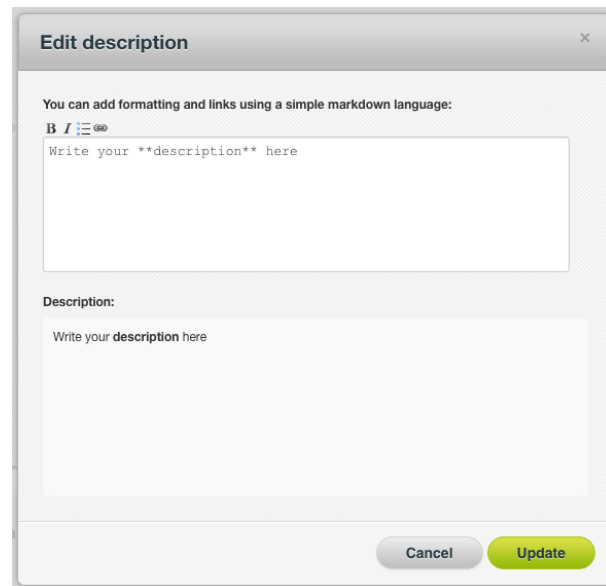 Edit description
×
You can add formatting and links using a simple markdown language:
B I
Write your **description** here
Description:
Write your description here
Cancel
Update